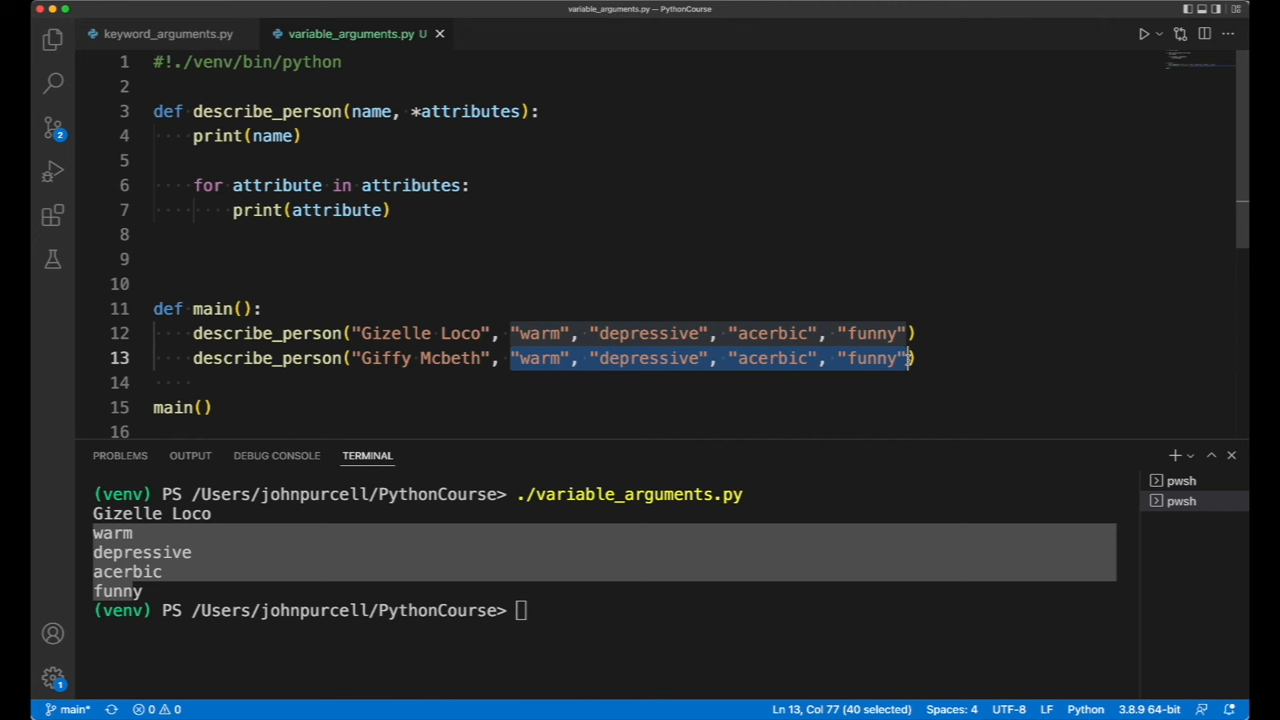 variable_arguments.py — PythonCourse
keyword_arguments.py
variable_arguments.py U
1 #!./venv/bin/python
2
3 def describe_person(name, *attributes):
4 print(name)
5
6 for attribute in attributes:
7 print(attribute)
8
9
10
11 def main():
12 describe_person("Gizelle Loco", "warm", "depressive", "acerbic", "funny")
13 describe_person("Giffy Mcbeth", "warm", "depressive", "acerbic", "funny")
14
15 main()
16
2
PROBLEMS OUTPUT DEBUG CONSOLE TERMINAL
(venv) PS /Users/johnpurcell/PythonCourse> ./variable_arguments.py
Gizelle Loco
warm
depressive
acerbic
funny
(venv) PS /Users/johnpurcell/PythonCourse>
pwsh
pwsh
1
main* 0 0 Ln 13, Col 77 (40 selected) Spaces: 4 UTF-8 LF Python 3.8.9 64-bit